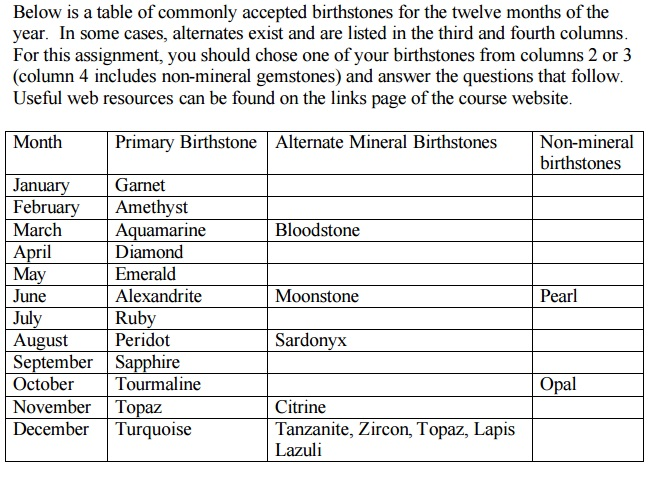 Below is a table of commonly accepted birthstones for the twelve months of the
year.  In some cases, alternates exist and are listed in the third and fourth columns.
For this assignment, you should chose one of your birthstones from columns 2 or 3
(column 4 includes non-mineral gemstones) and answer the questions that follow.
Useful web resources can be found on the links page of the course website.
Month Primary Birthstone Alternate Mineral Birthstones Non-mineral
birthstones
January Garnet
February Amethyst
March Aquamarine Bloodstone
April Diamond
May Emerald
June Alexandrite Moonstone Pearl
July Ruby
August Peridot Sardonyx
September Sapphire
October Tourmaline Opal
November Topaz Citrine
December Turquoise Tanzanite, Zircon, Topaz, Lapis
Lazuli